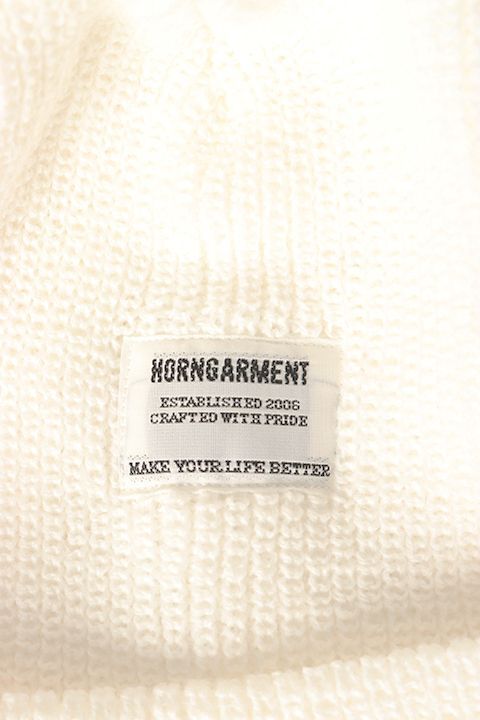 HORNGARMENT
ESTABLISHED 2006
CRAFTED WITH PRIDE
MAKE YOUR LIFE BETTER